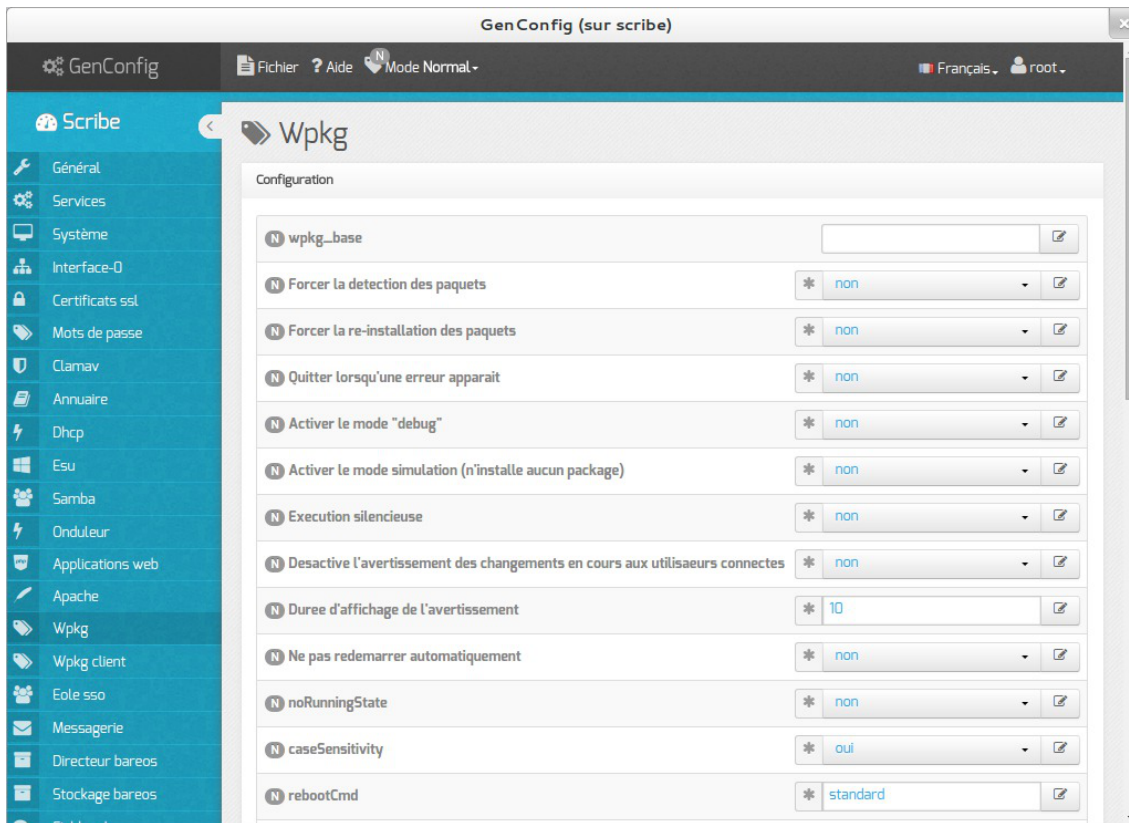 GenConfig (sur scribe)
GenConfig
Fichier ? Aide N Mode Normal
Français root
Scribe
Wpkg
Général
Services
Système
Interface-0
Certificats ssl
Mots de passe
Clamav
Annuaire
Dhcp
Esu
Samba
Onduleur
Applications web
Apache
Wpkg
Wpkg client
Eole sso
Messagerie
Directeur bareos
Stockage bareos
Configuration
N wpkg_base
N Forcer la detection des paquets * non
N Forcer la re-installation des paquets * non
N Quitter lorsqu'une erreur apparait * non
N Activer le mode "debug" * non
N Activer le mode simulation (n'installe aucun package) * non
N Execution silencieuse * non
N Desactive l'avertissement des changements en cours aux utilisaeurs connectes * non
N Duree d'affichage de l'avertissement * 10
N Ne pas redemarrer automatiquement * non
N noRunningState * non
N caseSensitivity * oui
N rebootCmd * standard